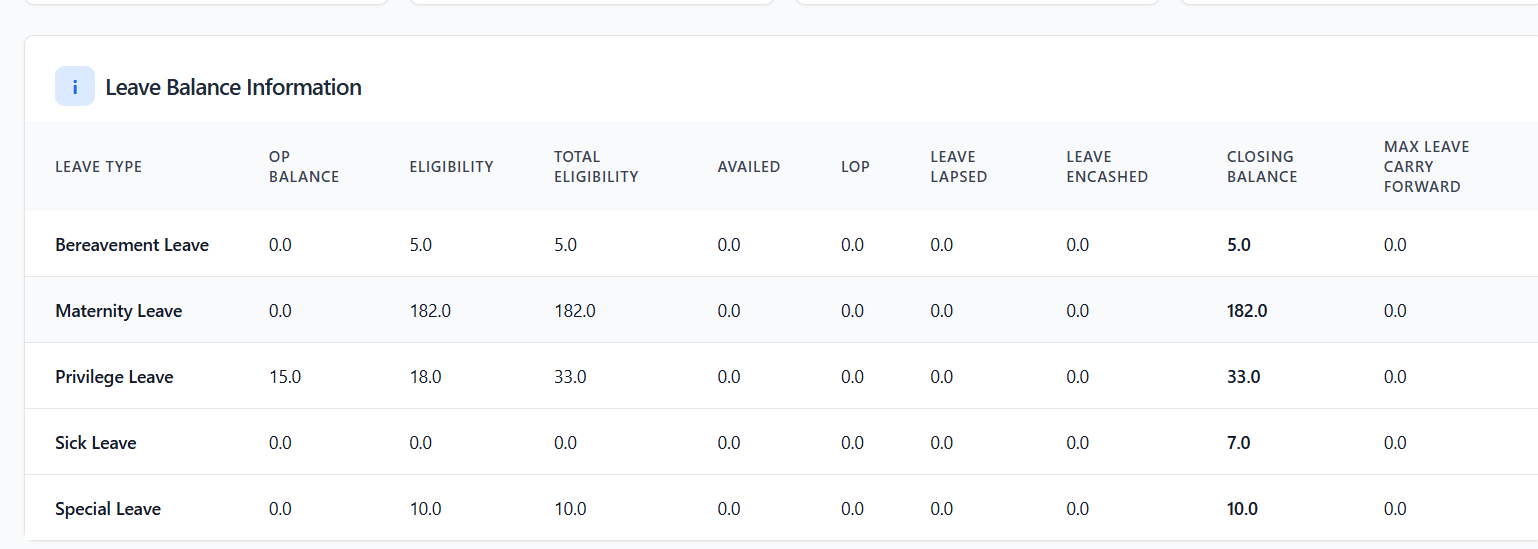 i Leave Balance Information
LEAVE TYPE OP BALANCE ELIGIBILITY TOTAL ELIGIBILITY AVAILED LOP LEAVE LAPSED LEAVE ENCASHED CLOSING BALANCE MAX LEAVE CARRY FORWARD
Bereavement Leave 0.0 5.0 5.0 0.0 0.0 0.0 0.0 5.0 0.0
Maternity Leave 0.0 182.0 182.0 0.0 0.0 0.0 0.0 182.0 0.0
Privilege Leave 15.0 18.0 33.0 0.0 0.0 0.0 0.0 33.0 0.0
Sick Leave 0.0 0.0 0.0 0.0 0.0 0.0 0.0 7.0 0.0
Special Leave 0.0 10.0 10.0 0.0 0.0 0.0 0.0 10.0 0.0